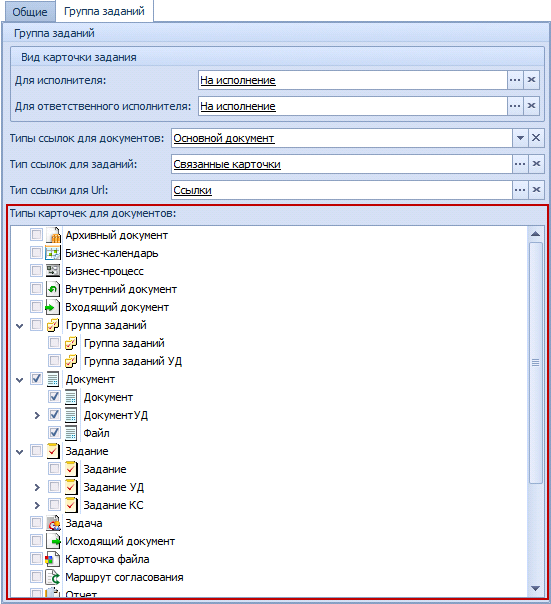 Общие Группа заданий
Группа заданий
Вид карточки задания
Для исполнителя: На исполнение
Для ответственного исполнителя: На исполнение
Типы ссылок для документов: Основной документ
Тип ссылок для заданий: Связанные карточки
Тип ссылки для Url: Ссылки
Типы карточек для документов:
Архивный документ
Бизнес-календарь
Бизнес-процесс
Внутренний документ
Входящий документ
Группа заданий
Группа заданий
Группа заданий УД
Документ
Документ
ДокументУД
Файл
Задание
Задание
Задание УД
Задание КС
Задача
Исходящий документ
Карточка файла
Маршрут согласования
Отчет